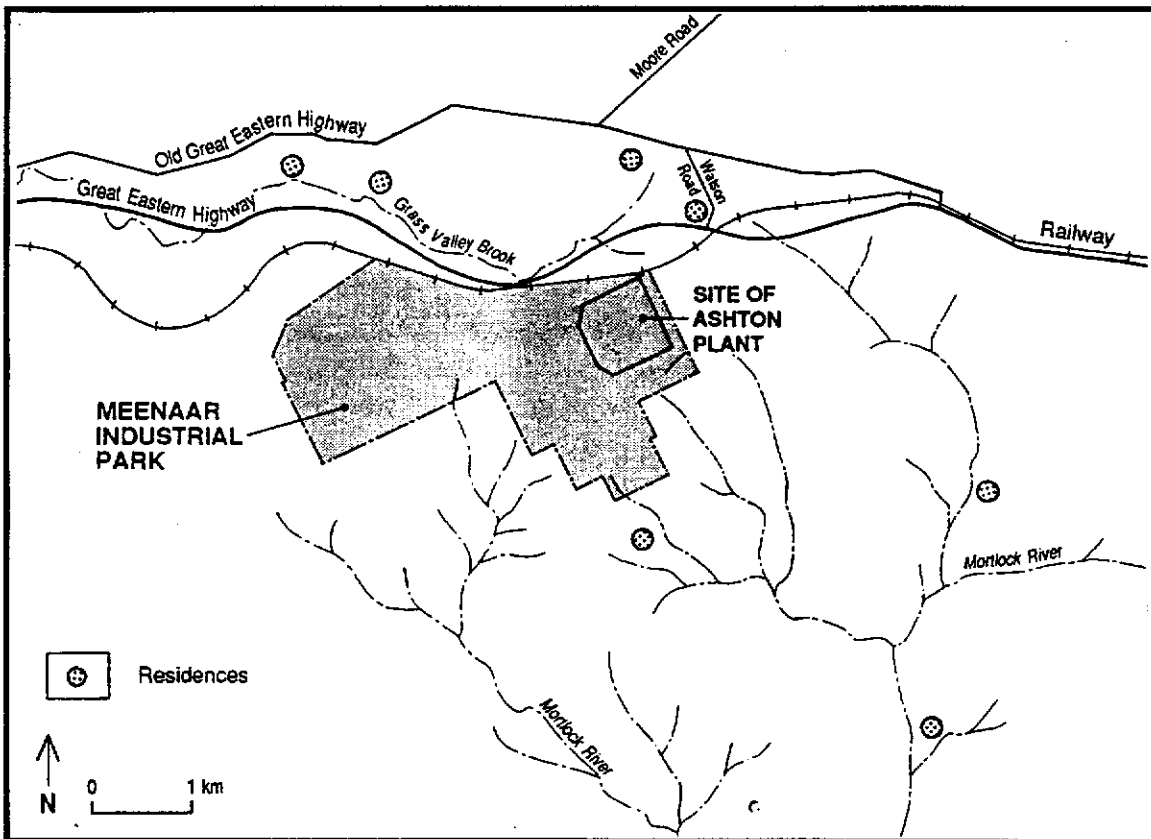 Moore Road
Old Great Eastern Highway
Great Eastern Highway
Grass Valley Brook
Watson
Road
Railway
SITE OF
ASHTON
PLANT
MEENAAR
INDUSTRIAL
PARK
Mortlock River
Residences
Mortlock River
N
0 1 km